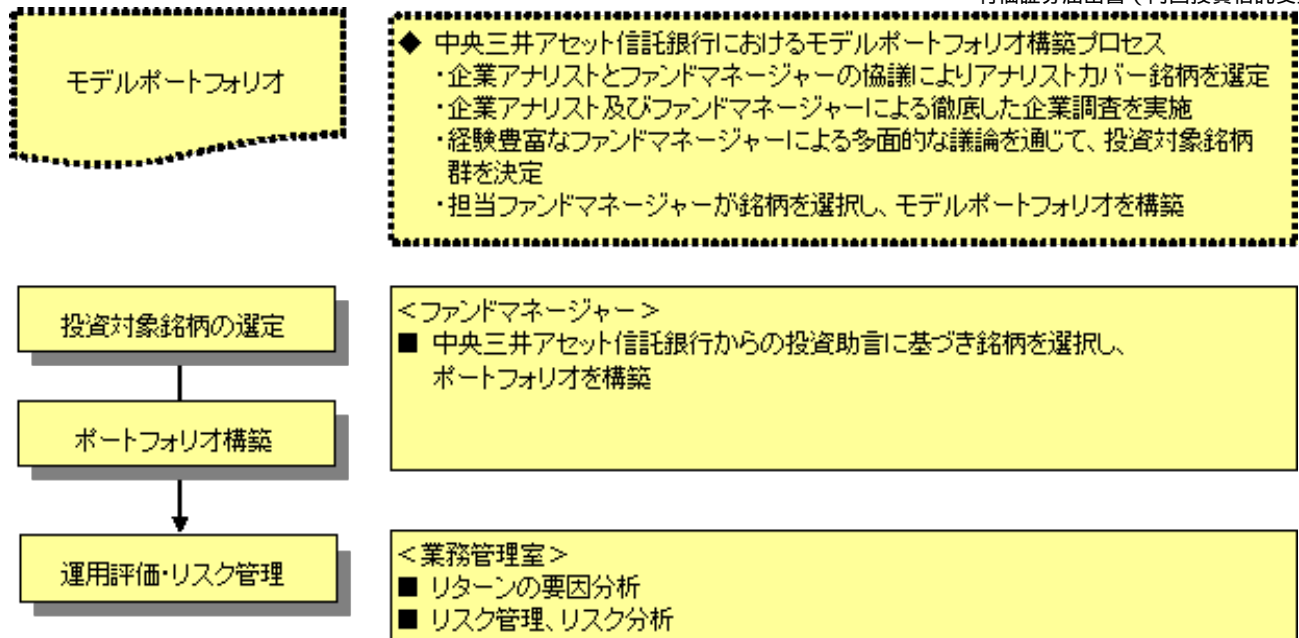 モデルポートフォリオ
◆ 中央三井アセット信託銀行におけるモデルポートフォリオ構築プロセス
・企業アナリストとファンドマネージャーの協議によりアナリストカバー銘柄を選定
・企業アナリスト及びファンドマネージャーによる徹底した企業調査を実施
・経験豊富なファンドマネージャーによる多面的な議論を通じて、投資対象銘柄
群を決定
・担当ファンドマネージャーが銘柄を選択し、モデルポートフォリオを構築
投資対象銘柄の選定
<ファンドマネージャー>
■ 中央三井アセット信託銀行からの投資助言に基づき銘柄を選択し、
ポートフォリオを構築
ポートフォリオ構築
運用評価・リスク管理
<業務管理室>
■ リターンの要因分析
■ リスク管理、リスク分析